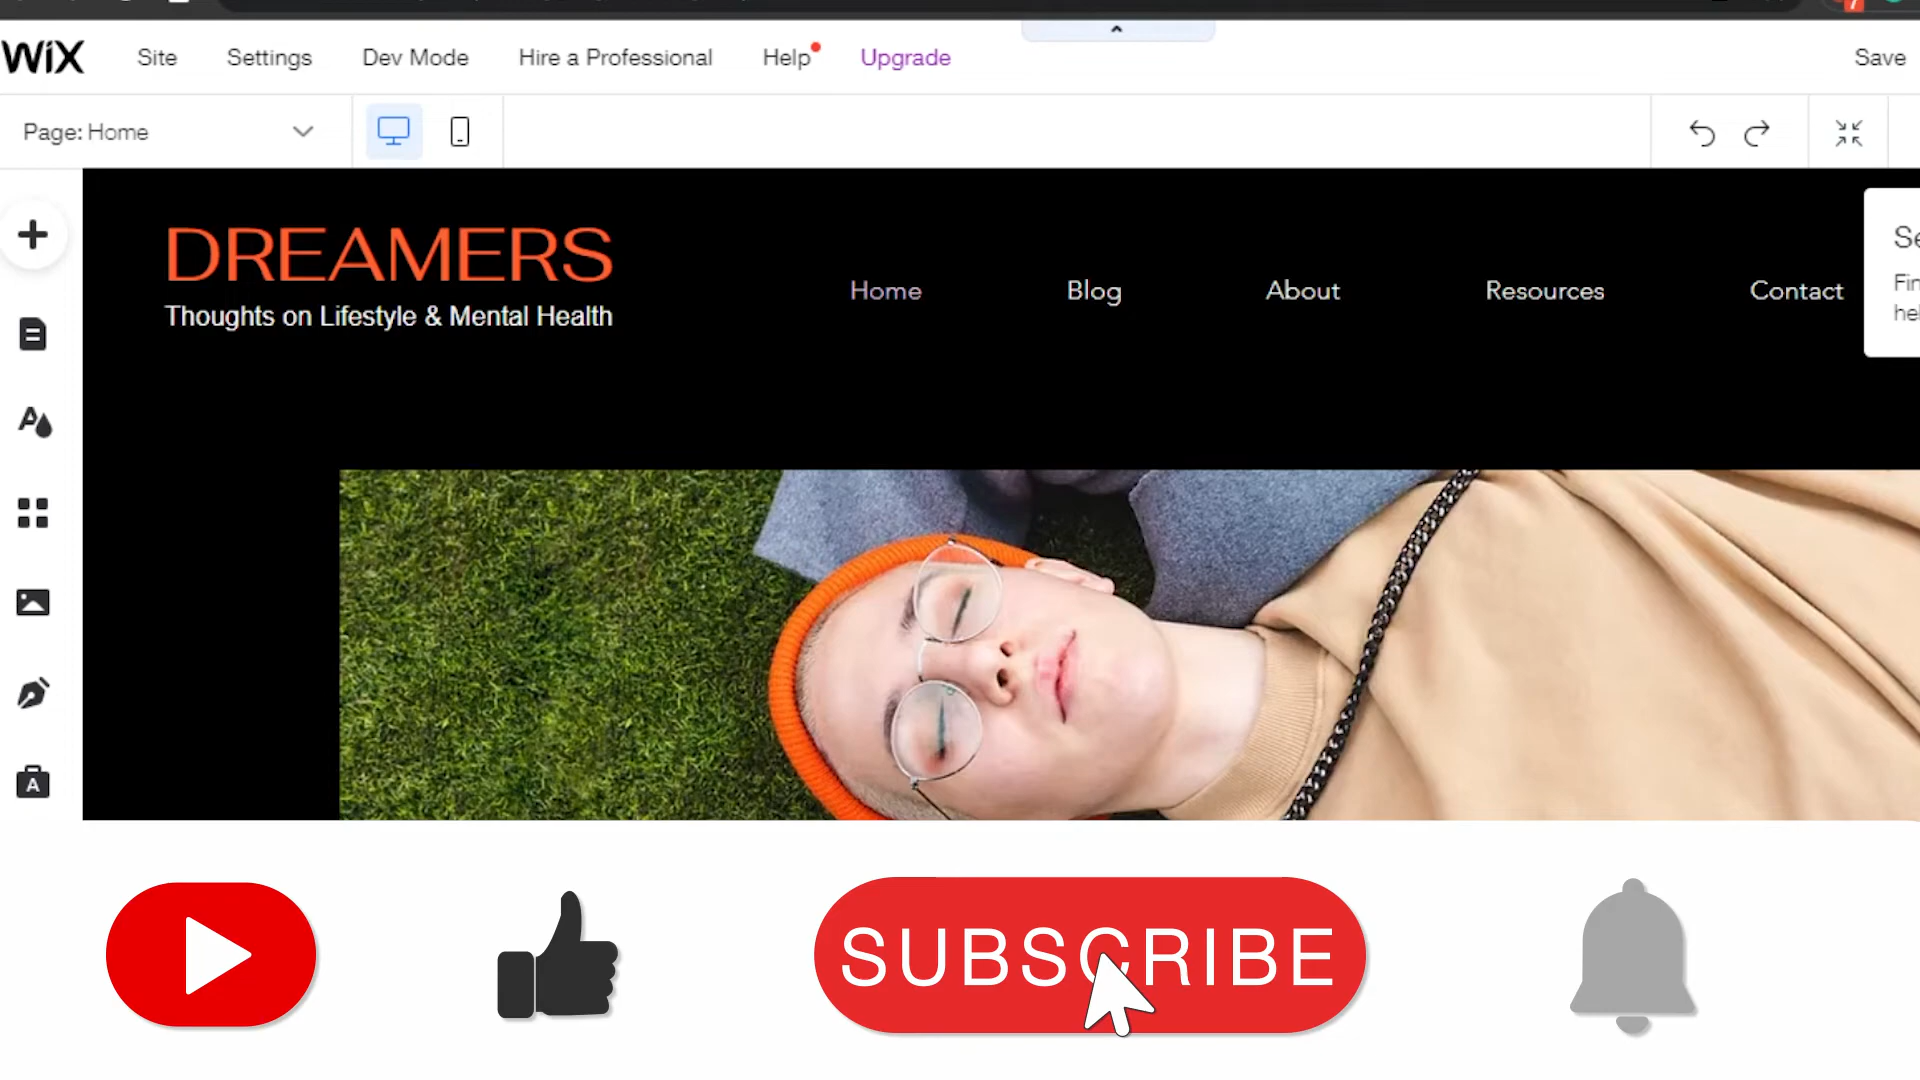 WiX Site Settings Dev Mode Hire a Professional Help Upgrade Save
Page: Home
DREAMERS
Thoughts on Lifestyle & Mental Health
Home Blog About Resources Contact
A
SUBSCRIBE